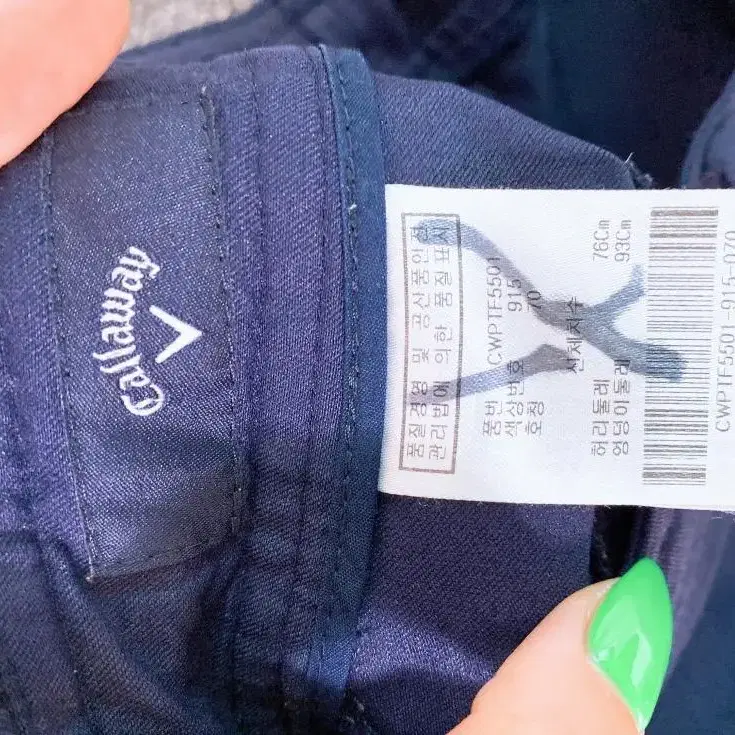 Callaway
품질경영 및 공산품안전
관리법에 의한 품질표시
품번 CWPTF5501
색상번호 915
호칭 70
신체치수
허리둘레 76Cm
엉덩이둘레 93Cm
CWPTF5501-915-070